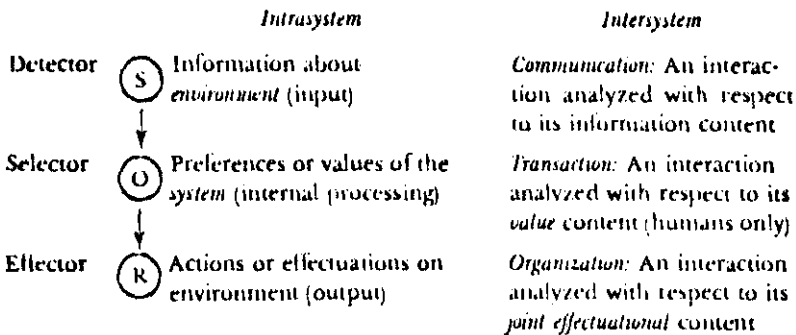 Intrasystem Intersystem
Detector S Information about Communication: An interac-
environment (input) tion analyzed with respect
to its information content
Selector O Preferences or values of the Transaction: An interaction
system (internal processing) analyzed with respect to its
value content (humans only)
Effector R Actions or effectuations on Organization: An interaction
environment (output) analyzed with respect to its
joint effectuational content